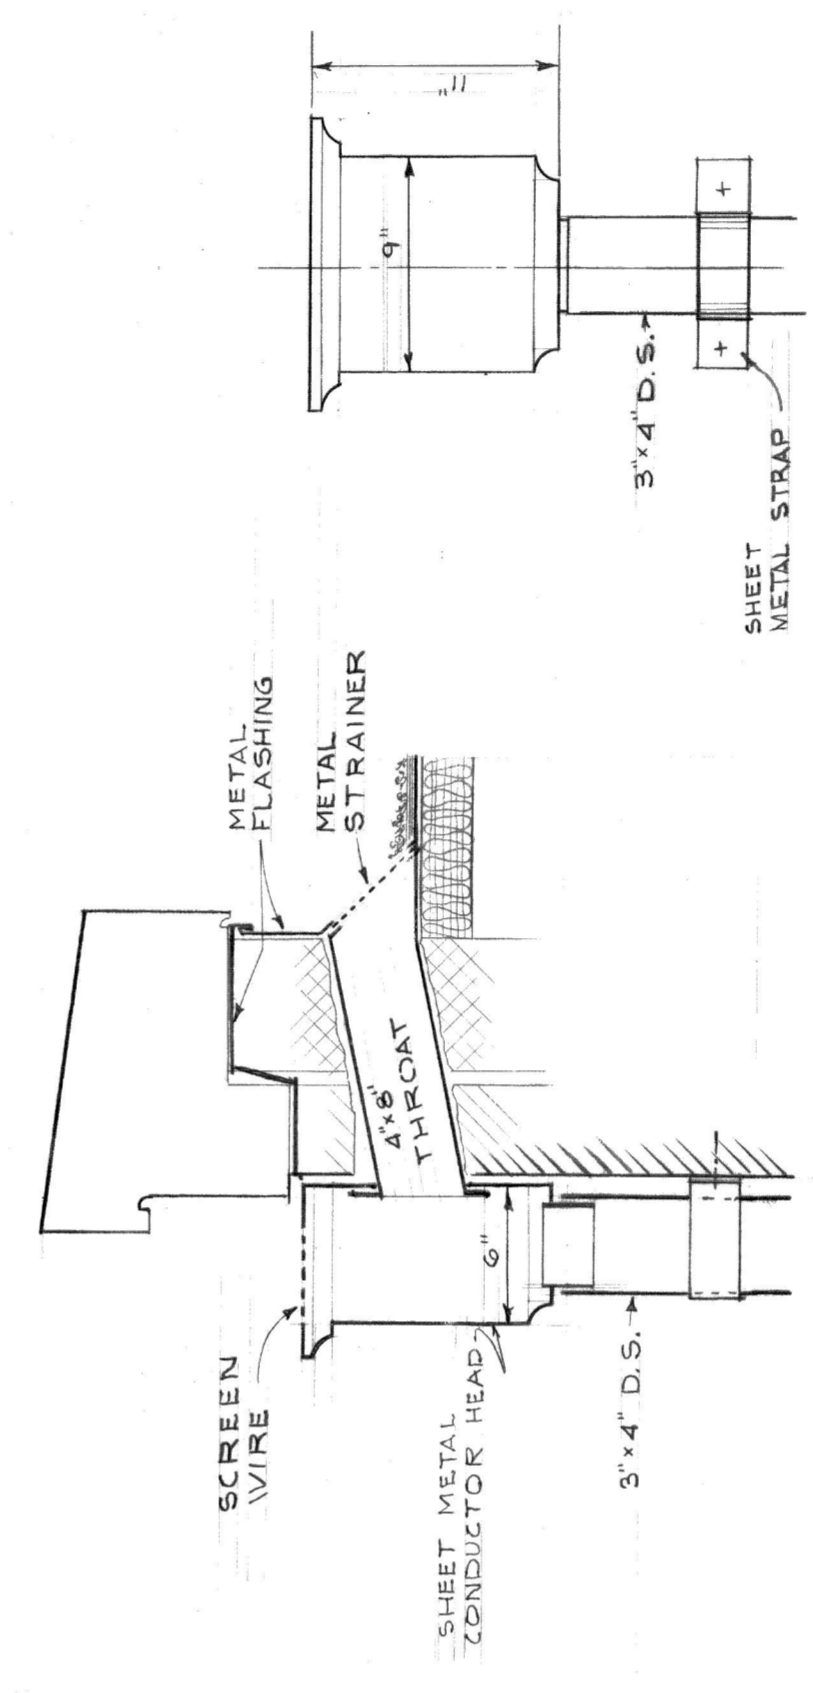 SCREEN
WIRE
METAL
FLASHING
METAL
STRAINER
4"x8"
THROAT
6"
SHEET METAL
CONDUCTOR HEAD
3"x4" D.S.
11"
9"
3"x4" D.S.
SHEET
METAL STRAP